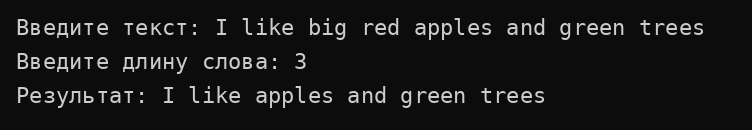 Введите текст: I like big red apples and green trees
Введите длину слова: 3
Результат: I like apples and green trees